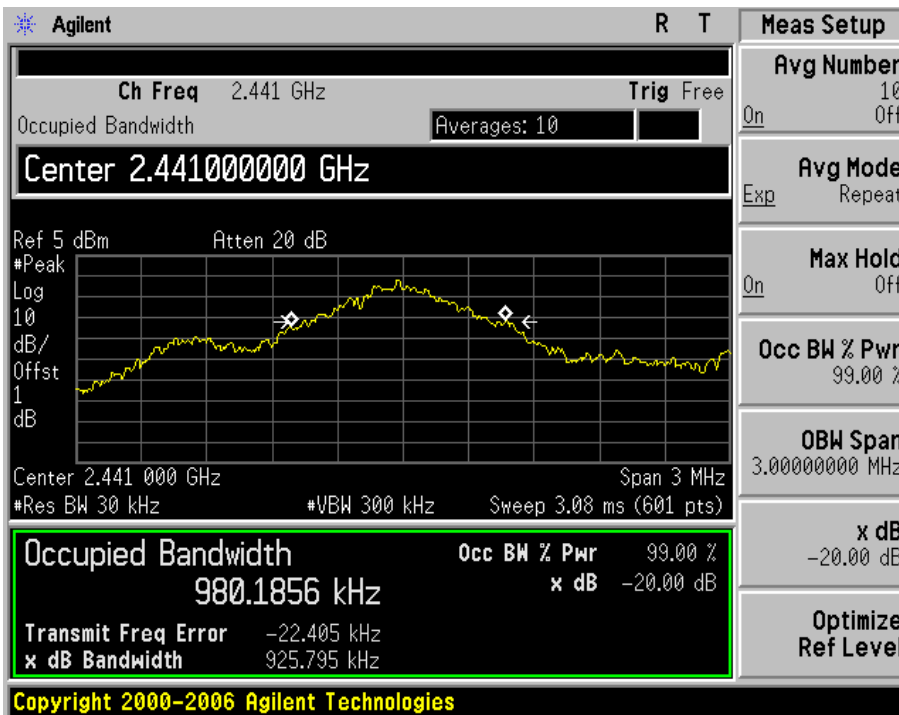 Agilent R T
Ch Freq 2.441 GHz Trig Free
Occupied Bandwidth Averages: 10
Center 2.441000000 GHz
Ref 5 dBm Atten 20 dB
#Peak
Log
10
dB/
Offst
1
dB
Center 2.441 000 GHz Span 3 MHz
#Res BW 30 kHz #VBW 300 kHz Sweep 3.08 ms (601 pts)
Occupied Bandwidth Occ BW % Pwr 99.00 %
980.1856 kHz x dB -20.00 dB
Transmit Freq Error -22.405 kHz
x dB Bandwidth 925.795 kHz
Copyright 2000-2006 Agilent Technologies
Meas Setup
Avg Number
10
On Off
Avg Mode
Exp Repeat
Max Hold
On Off
Occ BW % Pwr
99.00 %
OBW Span
3.00000000 MHz
x dB
-20.00 dB
Optimize
Ref Level